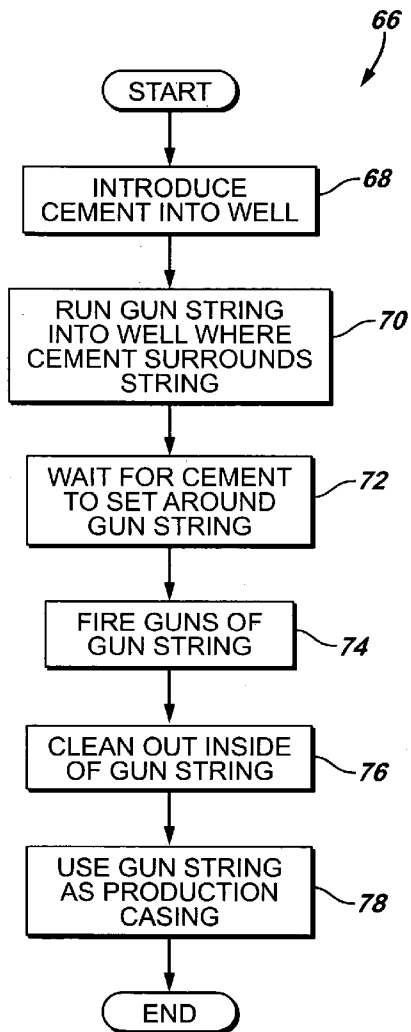 66
START
INTRODUCE
CEMENT INTO WELL
68
RUN GUN STRING
INTO WELL WHERE
CEMENT SURROUNDS
STRING
70
WAIT FOR CEMENT
TO SET AROUND
GUN STRING
72
FIRE GUNS OF
GUN STRING
74
CLEAN OUT INSIDE
OF GUN STRING
76
USE GUN STRING
AS PRODUCTION
CASING
78
END